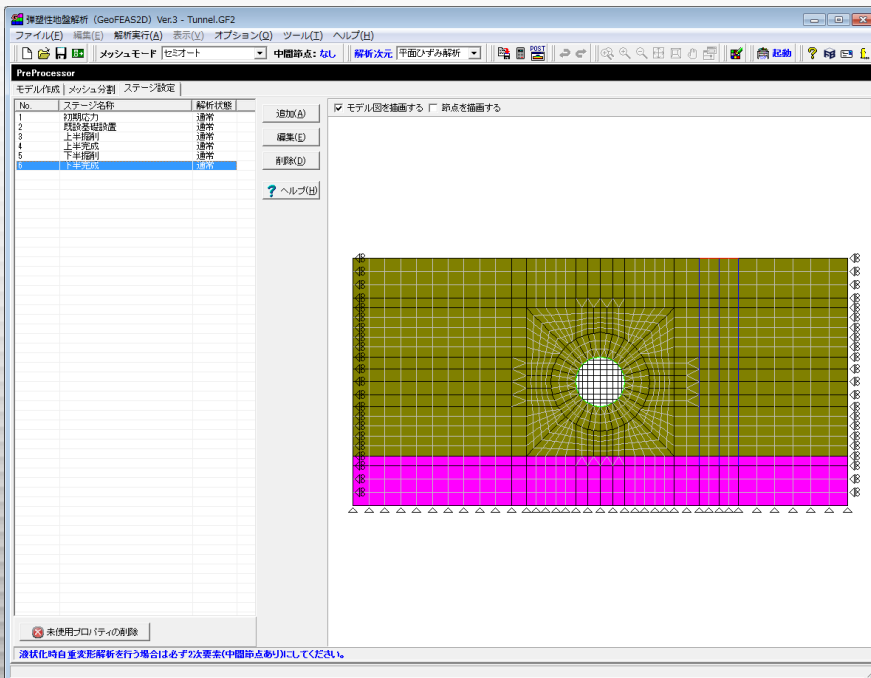 弾塑性地盤解析（GeoFEAS2D）Ver.3 - Tunnel.GF2
ファイル(F) 編集(E) 解析実行(A) 表示(V) オプション(O) ツール(T) ヘルプ(H)
メッシュモード セミオート 中間節点：なし 解析次元 平面ひずみ解析 POST 起動
PreProcessor
モデル作成 メッシュ分割 ステージ設定
No. ステージ名称 解析状態
1 初期応力 通常
2 既設基礎設置 通常
3 上半掘削 通常
4 上半完成 通常
5 下半掘削 通常
6 下半完成 通常
追加(A)
編集(E)
削除(D)
ヘルプ(H)
モデル図を描画する 節点を描画する
未使用プロパティの削除
液状化時自重変形解析を行う場合は必ず2次要素(中間節点あり)にしてください。